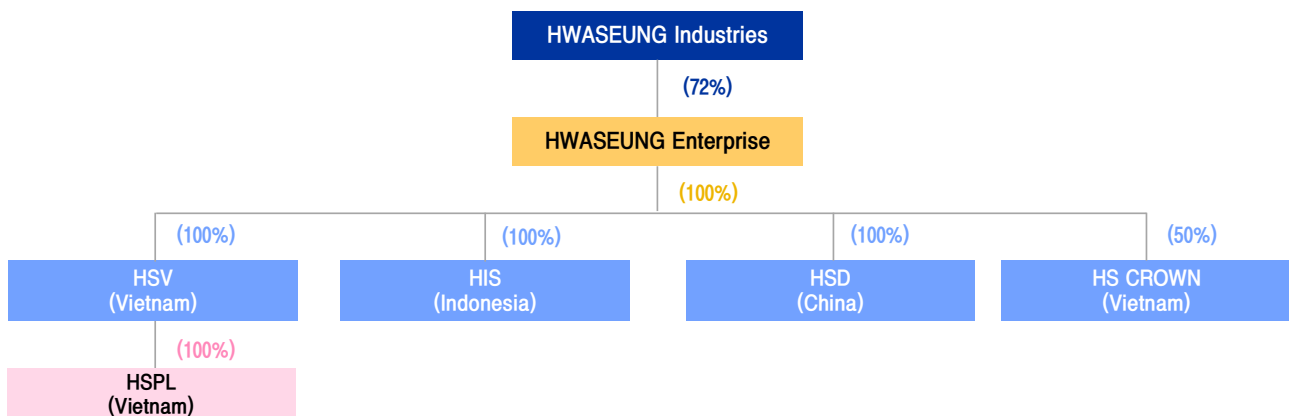 HWASEUNG Industries
(72%)
HWASEUNG Enterprise
(100%)
(100%)
(100%)
(100%)
(50%)
HSV
(Vietnam)
HIS
(Indonesia)
HSD
(China)
HS CROWN
(Vietnam)
(100%)
HSPL
(Vietnam)